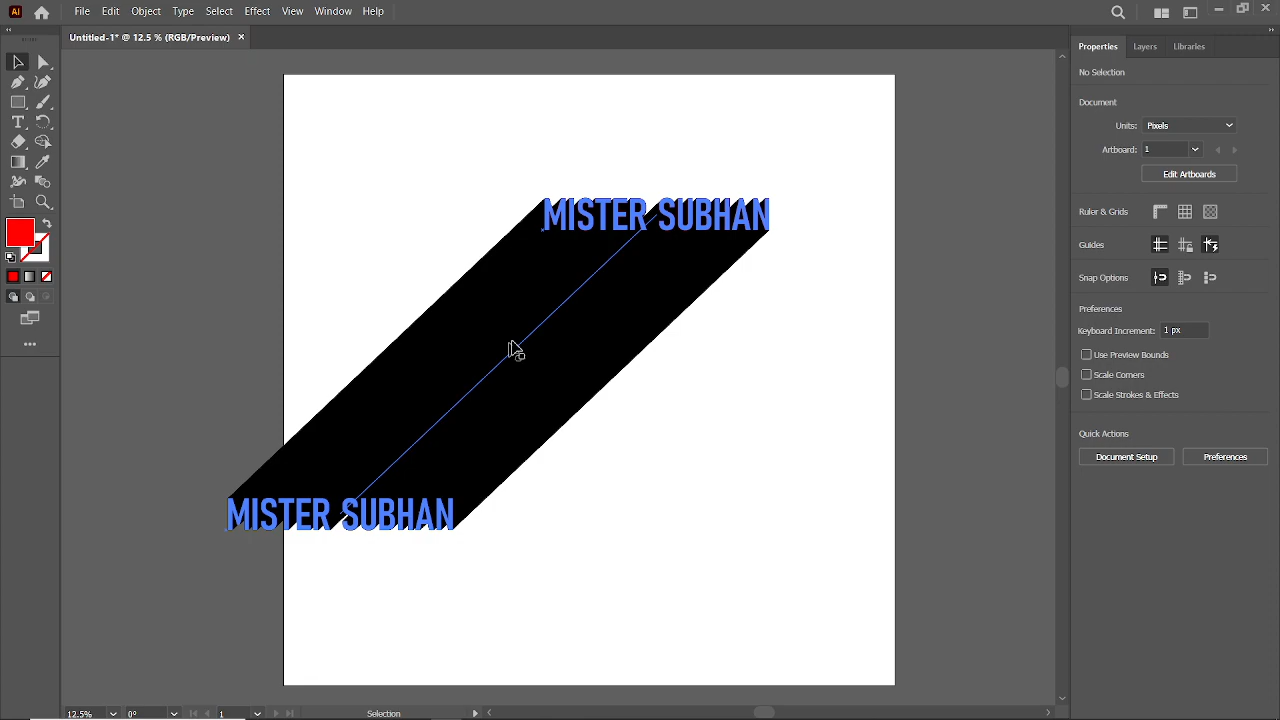 Ai File Edit Object Type Select Effect View Window Help
Untitled-1* @ 12.5 % (RGB/Preview)
Properties Layers Libraries
No Selection
Document
Units: Pixels
Artboard: 1
Edit Artboards
Ruler & Grids
Guides
Snap Options
Preferences
Keyboard Increment: 1 px
Use Preview Bounds
Scale Corners
Scale Strokes & Effects
Quick Actions
Document Setup Preferences
MISTER SUBHAN
MISTER SUBHAN
12.5% 0° 1 Selection